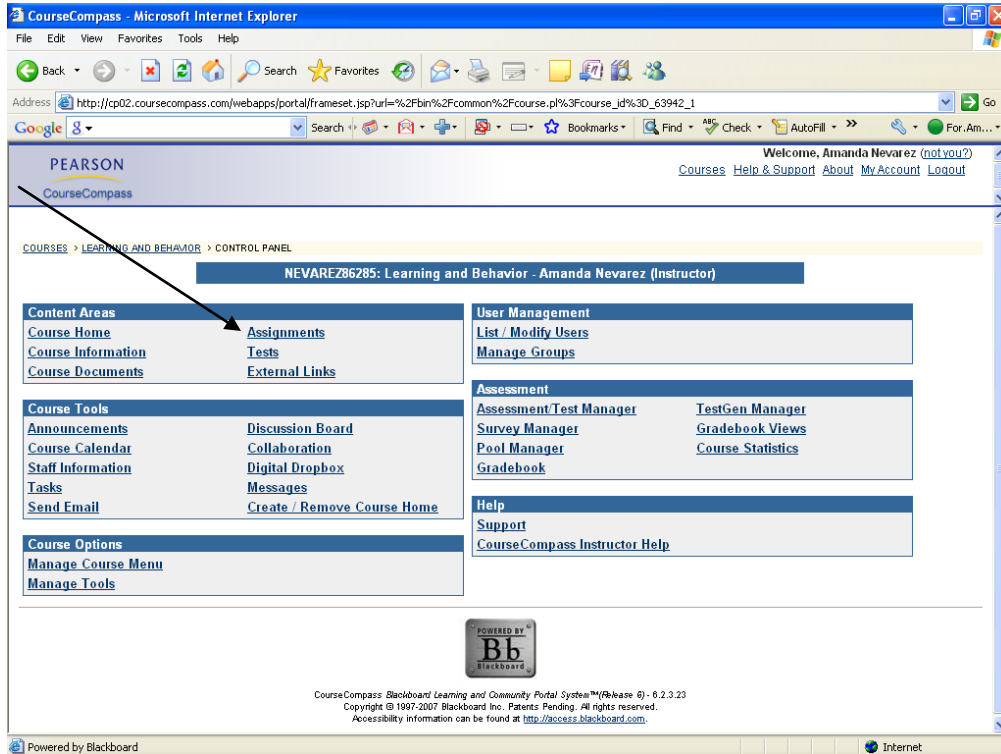 CourseCompass - Microsoft Internet Explorer
File Edit View Favorites Tools Help
Back Search Favorites
Address http://cp02.coursecompass.com/webapps/portal/frameset.jsp?url=%2Fbin%2Fcommon%2Fcourse.pl%3Fcourse_id%3D_63942_1 Go
Google Search Bookmarks Find Check AutoFill » For.Am...
PEARSON
CourseCompass
Welcome, Amanda Nevarez (not you?)
Courses Help & Support About My Account Logout
COURSES > LEARNING AND BEHAVIOR > CONTROL PANEL
NEVAREZ86285: Learning and Behavior - Amanda Nevarez (Instructor)
Content Areas
Course Home Assignments
Course Information Tests
Course Documents External Links
Course Tools
Announcements Discussion Board
Course Calendar Collaboration
Staff Information Digital Dropbox
Tasks Messages
Send Email Create / Remove Course Home
Course Options
Manage Course Menu
Manage Tools
User Management
List / Modify Users
Manage Groups
Assessment
Assessment/Test Manager TestGen Manager
Survey Manager Gradebook Views
Pool Manager Course Statistics
Gradebook
Help
Support
CourseCompass Instructor Help
POWERED BY
Bb
Blackboard
CourseCompass Blackboard Learning and Community Portal System™(Release 6) - 6.2.3.23
Copyright © 1997-2007 Blackboard Inc. Patents Pending. All rights reserved.
Accessibility information can be found at http://access.blackboard.com.
Powered by Blackboard Internet